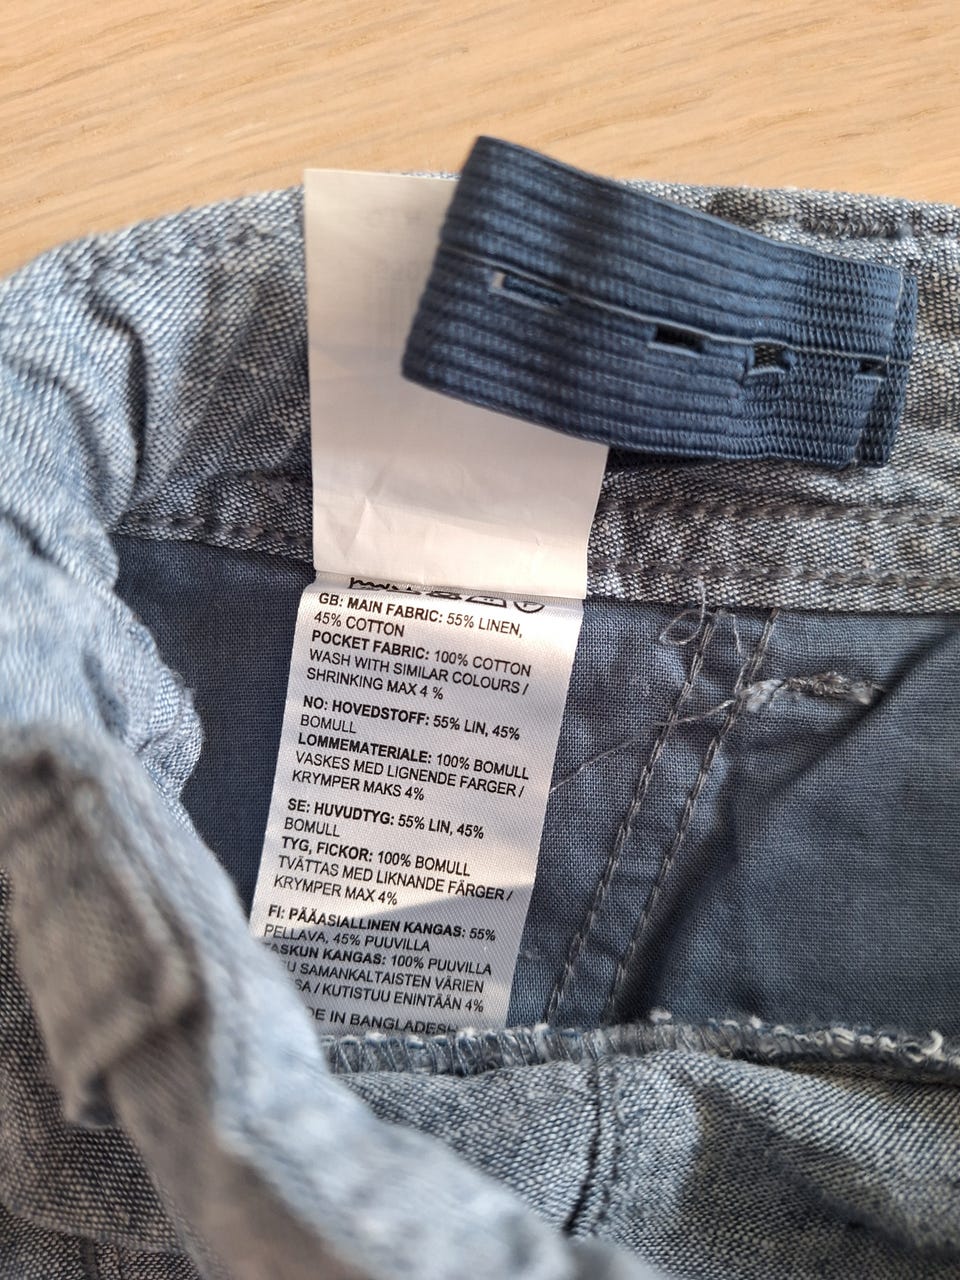 GB: MAIN FABRIC: 55% LINEN,
45% COTTON
POCKET FABRIC: 100% COTTON
WASH WITH SIMILAR COLOURS /
SHRINKING MAX 4 %
NO: HOVEDSTOFF: 55% LIN, 45%
BOMULL
LOMMEMATERIALE: 100% BOMULL
VASKES MED LIGNENDE FARGER /
KRYMPER MAKS 4%
SE: HUVUDTYG: 55% LIN, 45%
BOMULL
TYG, FICKOR: 100% BOMULL
TVÄTTAS MED LIKNANDE FÄRGER /
KRYMPER MAX 4%
FI: PÄÄASIALLINEN KANGAS: 55%
PELLAVA, 45% PUUVILLA
TASKUN KANGAS: 100% PUUVILLA
SAMANKALTAISTEN VÄRIEN
/ KUTISTUU ENINTÄÄN 4%
IN BANGLADESH